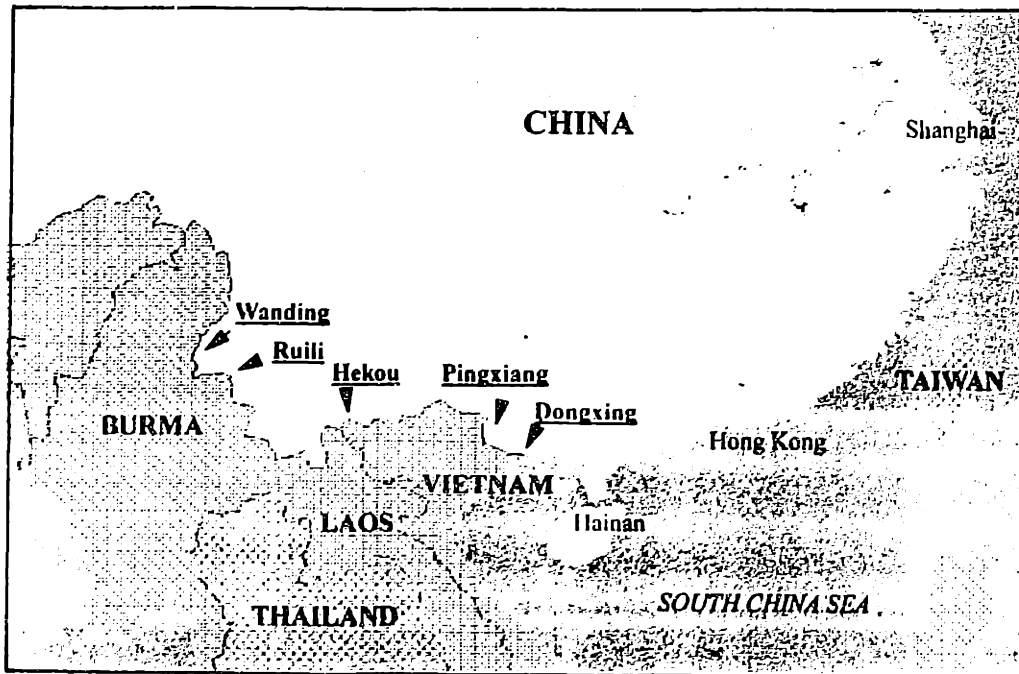 CHINA
Shanghai
Wanding
Ruili
Hekou
Pingxiang
TAIWAN
Dongxing
BURMA
Hong Kong
VIETNAM
LAOS
Hainan
SOUTH CHINA SEA
THAILAND